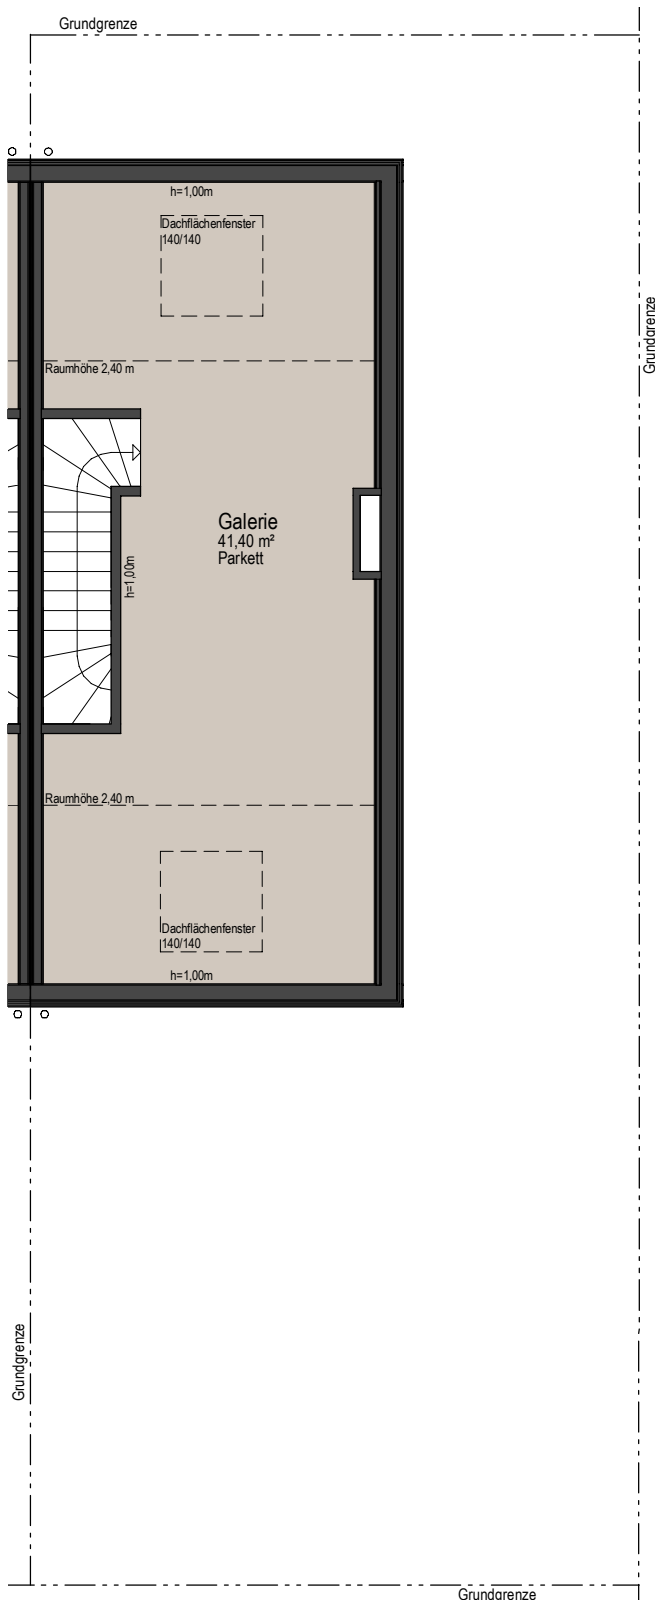 Grundgrenze
h=1,00m
Dachflächenfenster
140/140
Grundgrenze
Raumhöhe 2,40 m
Galerie
41,40 m²
Parkett
h=1,00m
Raumhöhe 2,40 m
Dachflächenfenster
140/140
h=1,00m
Grundgrenze
Grundgrenze